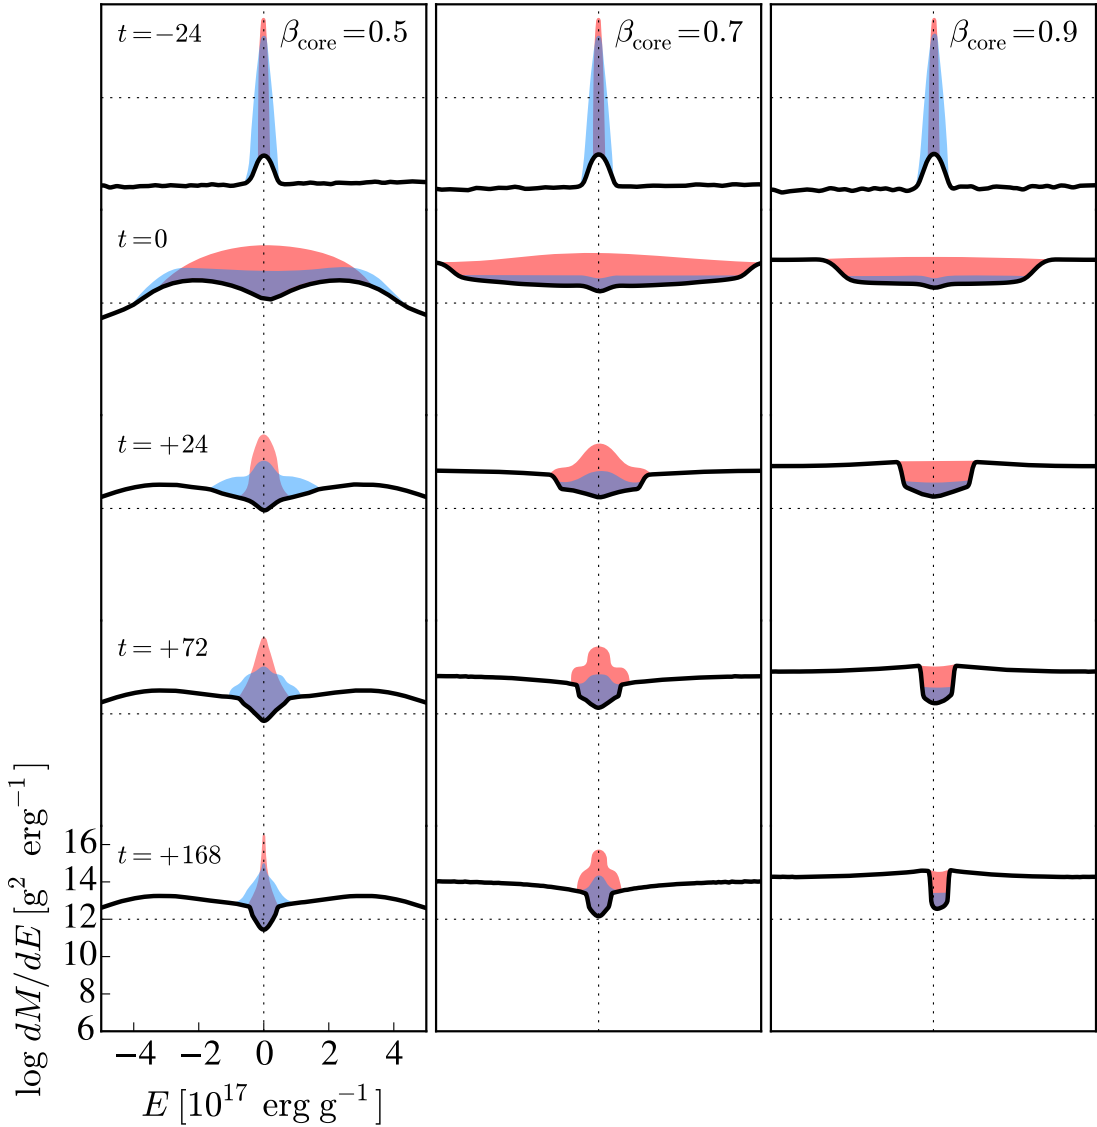 t=−24
β_core=0.5
β_core=0.7
β_core=0.9
t=0
t=+24
t=+72
t=+168
log dM/dE [g² erg⁻¹]
16
14
12
10
8
6
−4 −2 0 2 4
E [10¹⁷ erg g⁻¹]